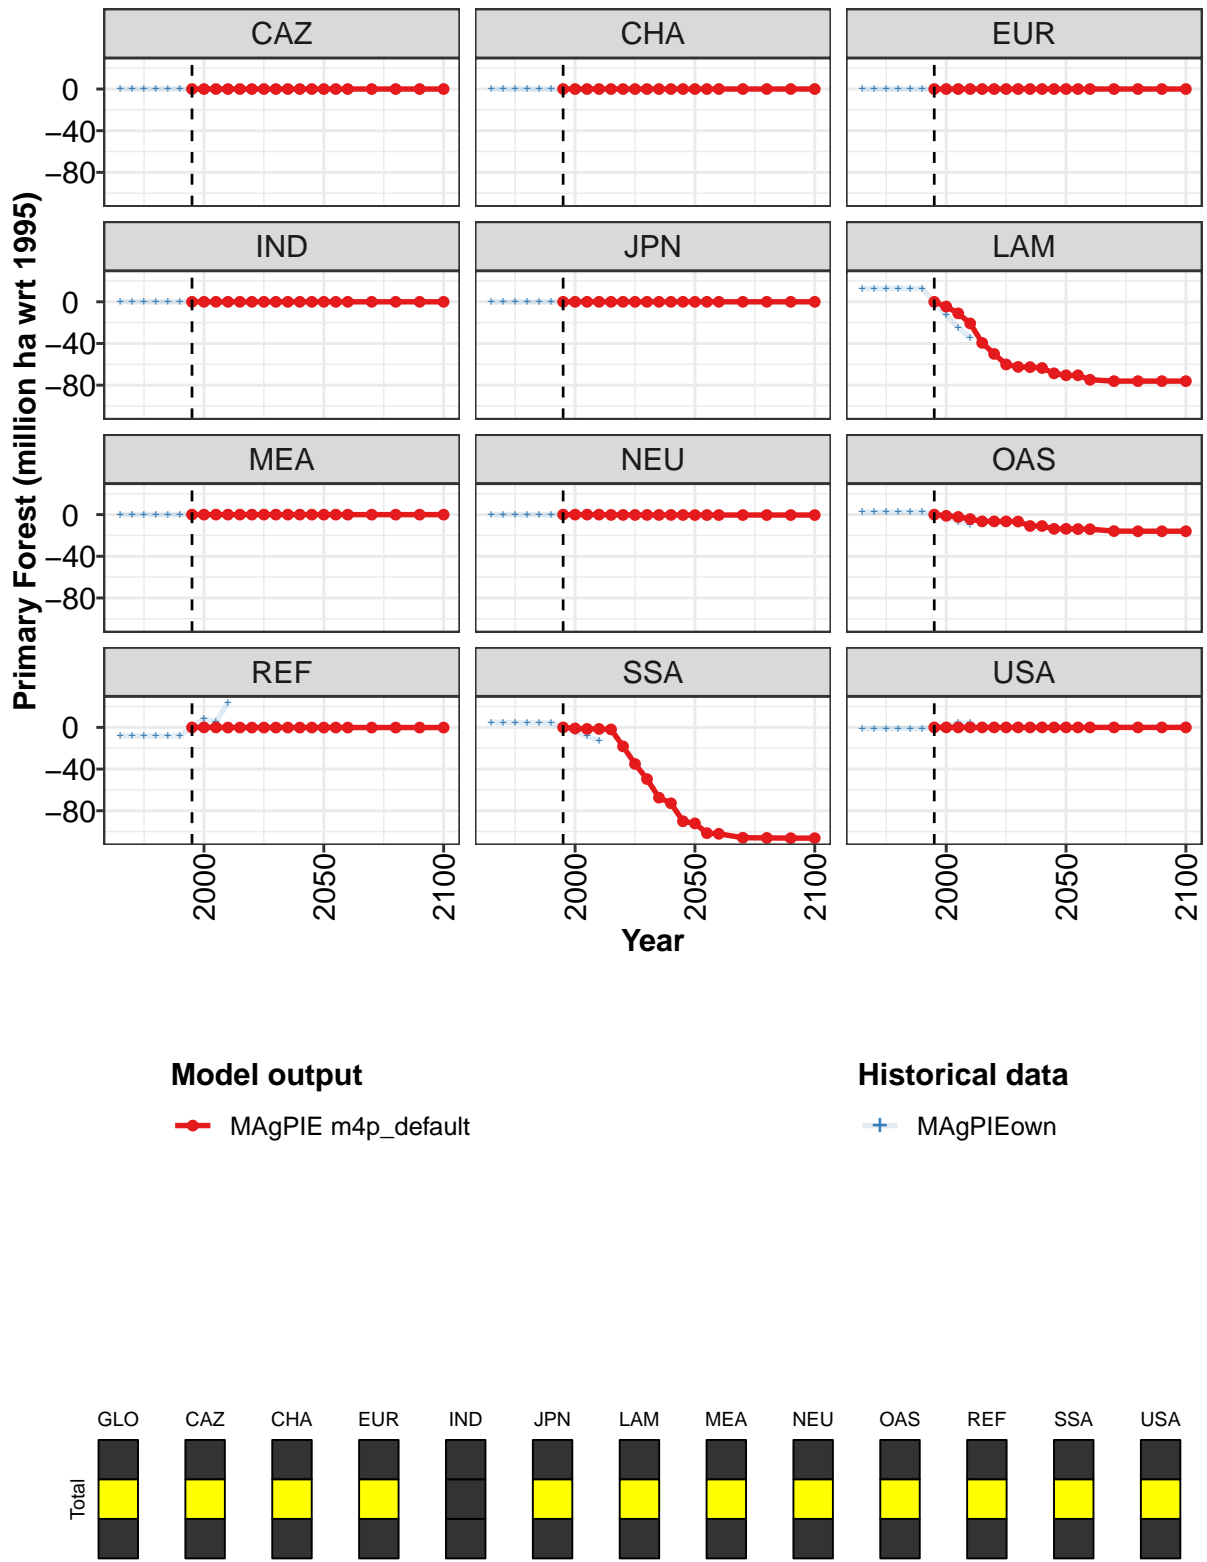 CAZ CHA EUR
0
−40
−80
IND JPN LAM
0
−40
−80
MEA NEU OAS
0
−40
−80
REF SSA USA
0
−40
−80
Primary Forest (million ha wrt 1995)
2000 2050 2100 2000 2050 2100 2000 2050 2100
Year
Model output Historical data
MAgPIE m4p_default MAgPIEown
GLO CAZ CHA EUR IND JPN LAM MEA NEU OAS REF SSA USA
Total